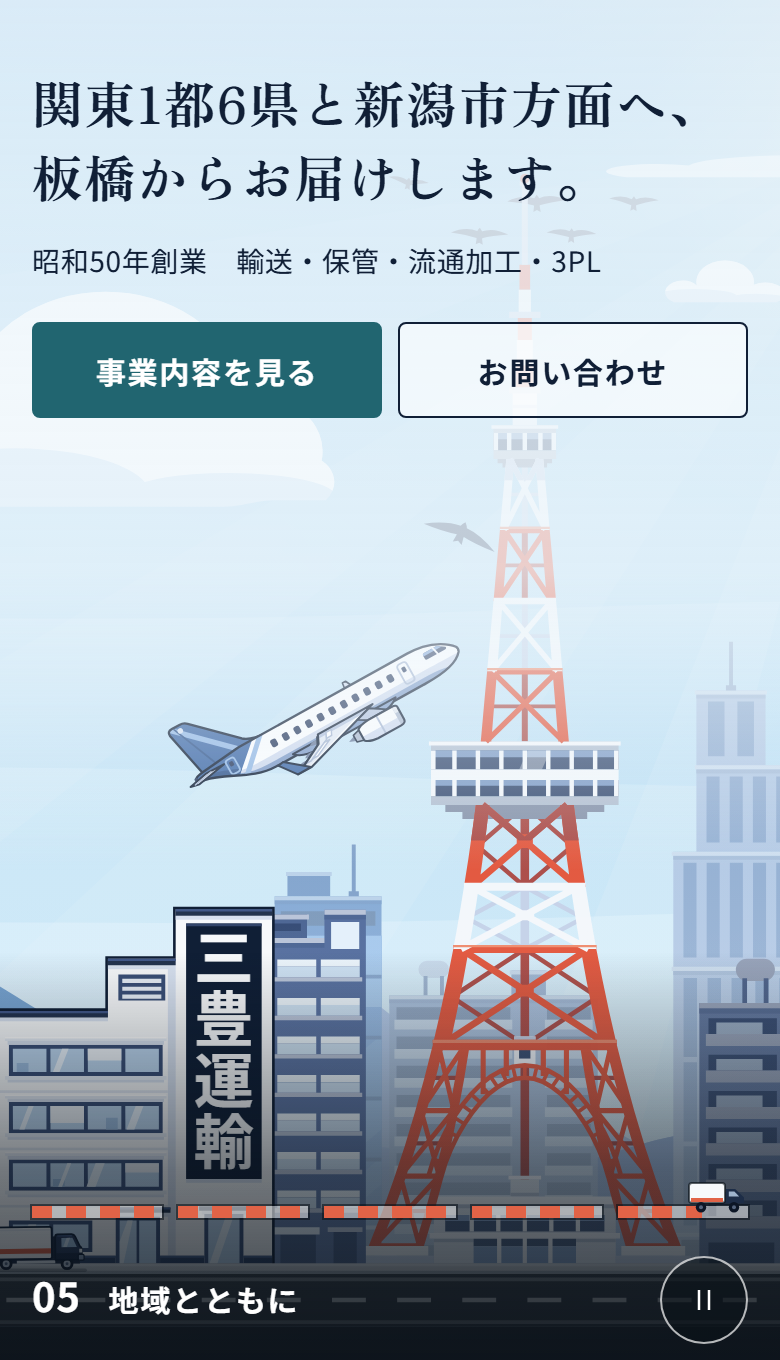 関東1都6県と新潟市方面へ、
板橋からお届けします。
昭和50年創業　輸送・保管・流通加工・3PL
事業内容を見る
お問い合わせ
三豊運輸
05 地域とともに